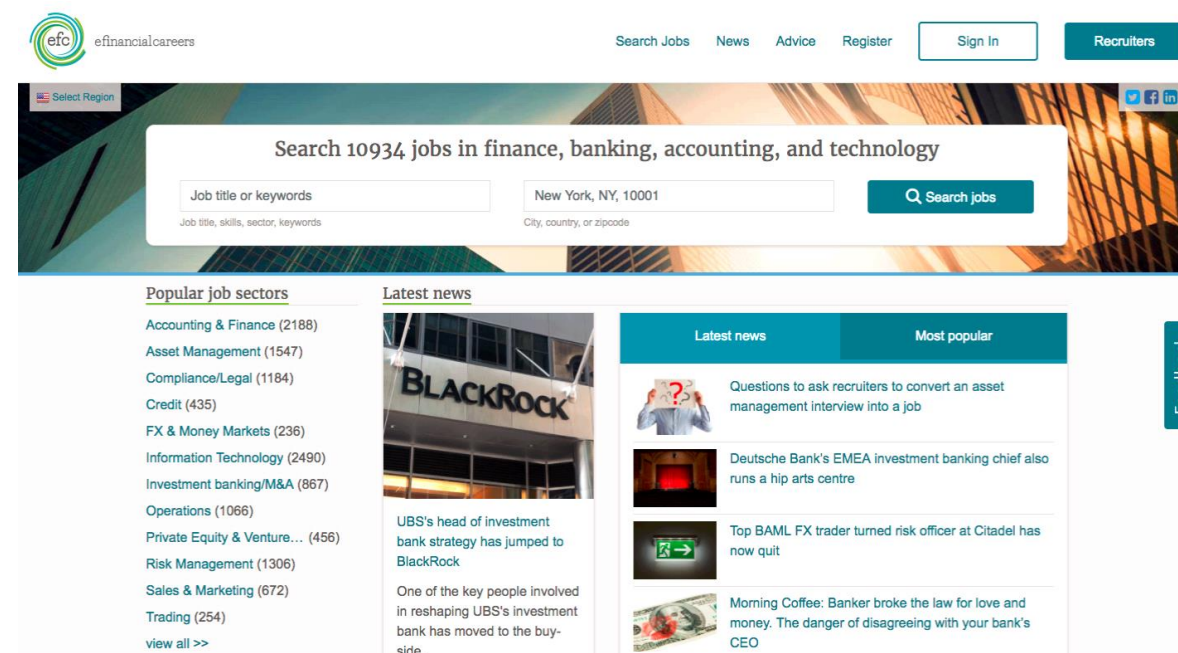 efc efinancialcareers
Search Jobs News Advice Register Sign In Recruiters
Select Region
Search 10934 jobs in finance, banking, accounting, and technology
Job title or keywords
New York, NY, 10001
Search jobs
Job title, skills, sector, keywords
City, country, or zipcode
Popular job sectors
Accounting & Finance (2188)
Asset Management (1547)
Compliance/Legal (1184)
Credit (435)
FX & Money Markets (236)
Information Technology (2490)
Investment banking/M&A (867)
Operations (1066)
Private Equity & Venture... (456)
Risk Management (1306)
Sales & Marketing (672)
Trading (254)
view all >>
Latest news
BLACKROCK
UBS's head of investment
bank strategy has jumped to
BlackRock
One of the key people involved
in reshaping UBS's investment
bank has moved to the buy-
side
Latest news
Most popular
Questions to ask recruiters to convert an asset
management interview into a job
Deutsche Bank's EMEA investment banking chief also
runs a hip arts centre
Top BAML FX trader turned risk officer at Citadel has
now quit
Morning Coffee: Banker broke the law for love and
money. The danger of disagreeing with your bank's
CEO